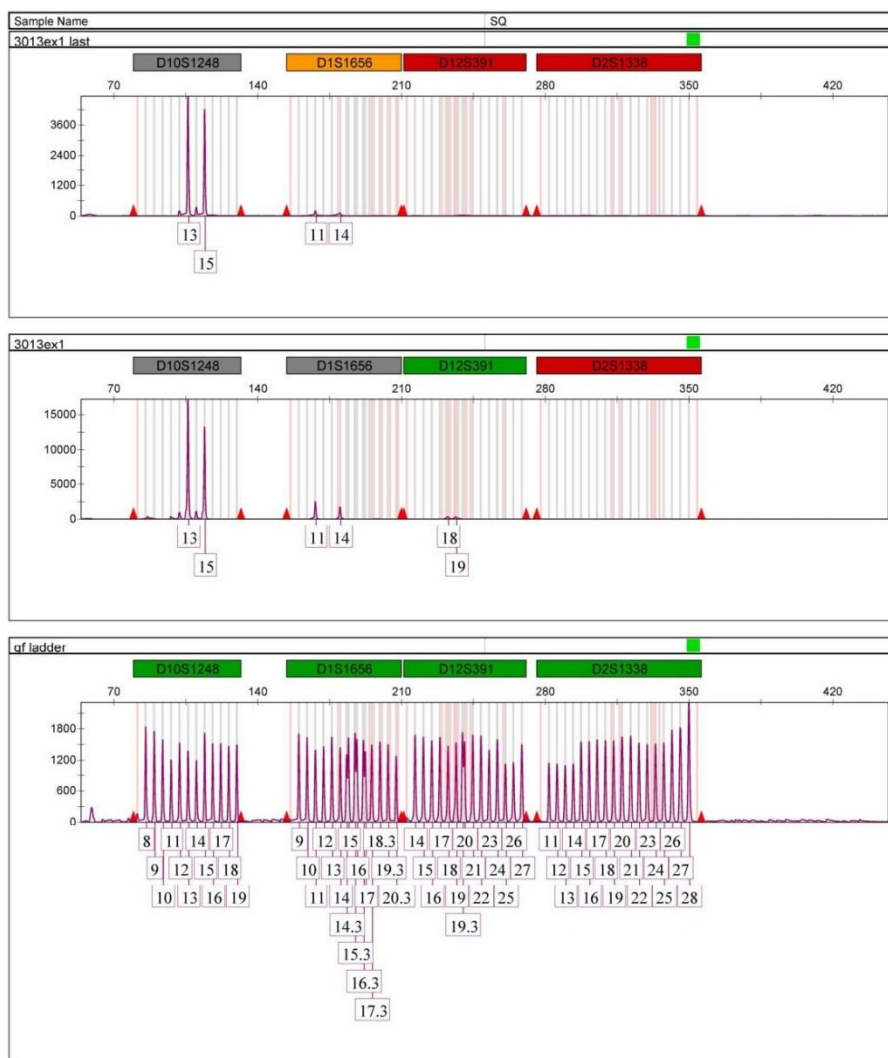 Sample Name SQ
3013ex1 last
D10S1248 D1S1656 D12S391 D2S1338
70 140 210 280 350 420
3600
2400
1200
0
13 11 14
15
3013ex1
D10S1248 D1S1656 D12S391 D2S1338
70 140 210 280 350 420
15000
10000
5000
0
13 11 14 18
15 19
gf ladder
D10S1248 D1S1656 D12S391 D2S1338
70 140 210 280 350 420
1800
1200
600
0
8 11 14 17 9 12 15 18.3 14 17 20 23 26 11 14 17 20 23 26
9 12 15 18 10 13 16 19.3 15 18 21 24 27 12 15 18 21 24 27
10 13 16 19 11 14 17 20.3 16 19 22 25 13 16 19 22 25 28
14.3 19.3
15.3
16.3
17.3